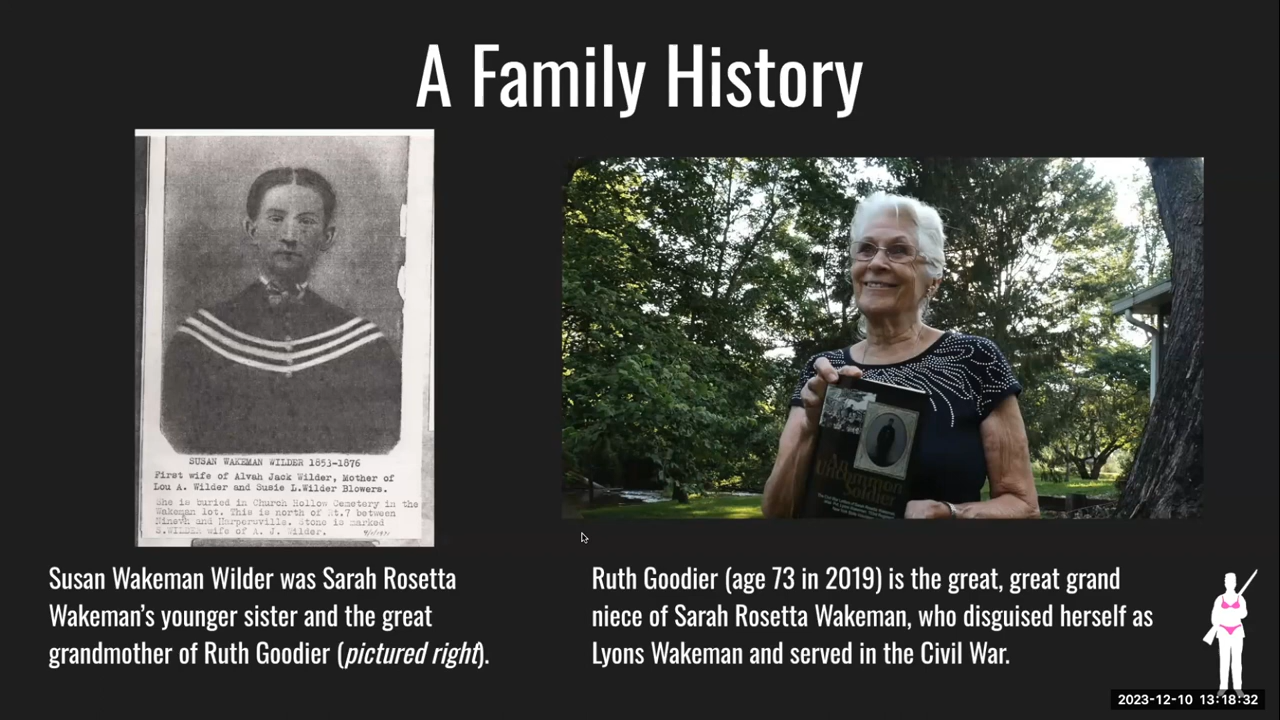 A Family History
SUSAN WAKEMAN WILDER 1853-1876
First wife of Alvah Jack Wilder, Mother of
Lou A. Wilder and Susie L.Wilder Blowers.
She is buried in Church Hollow Cemetery in the
Wakeman lot. This is north of Rt.7 between
Nineveh and Harpersville. Stone is marked
S.WILDER wife of A. J. Wilder.
Susan Wakeman Wilder was Sarah Rosetta
Wakeman's younger sister and the great
grandmother of Ruth Goodier (pictured right).
Ruth Goodier (age 73 in 2019) is the great, great grand
niece of Sarah Rosetta Wakeman, who disguised herself as
Lyons Wakeman and served in the Civil War.
2023-12-10 13:18:32